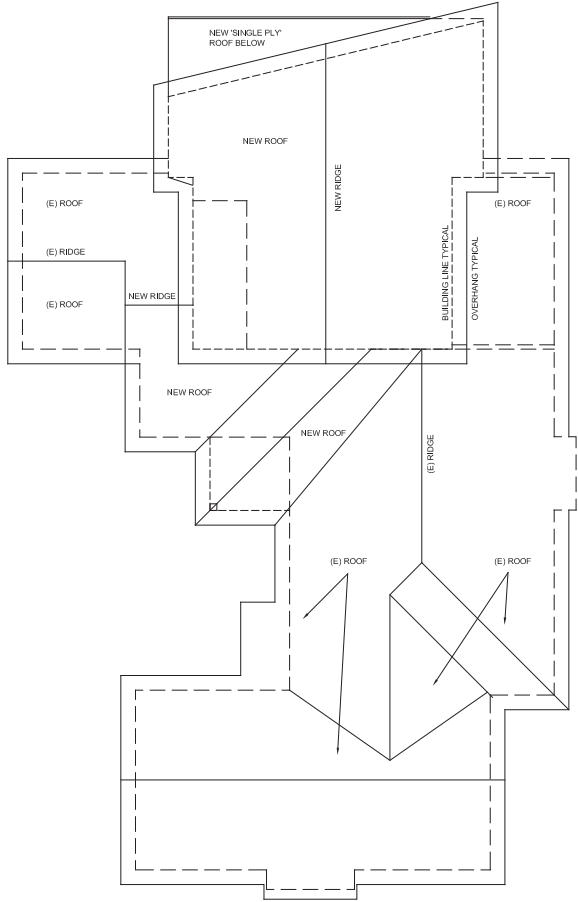 NEW 'SINGLE PLY'
ROOF BELOW
NEW ROOF
NEW RIDGE
(E) ROOF
(E) ROOF
(E) RIDGE
BUILDING LINE TYPICAL
OVERHANG TYPICAL
(E) ROOF
NEW RIDGE
NEW ROOF
NEW ROOF
(E) RIDGE
(E) ROOF
(E) ROOF